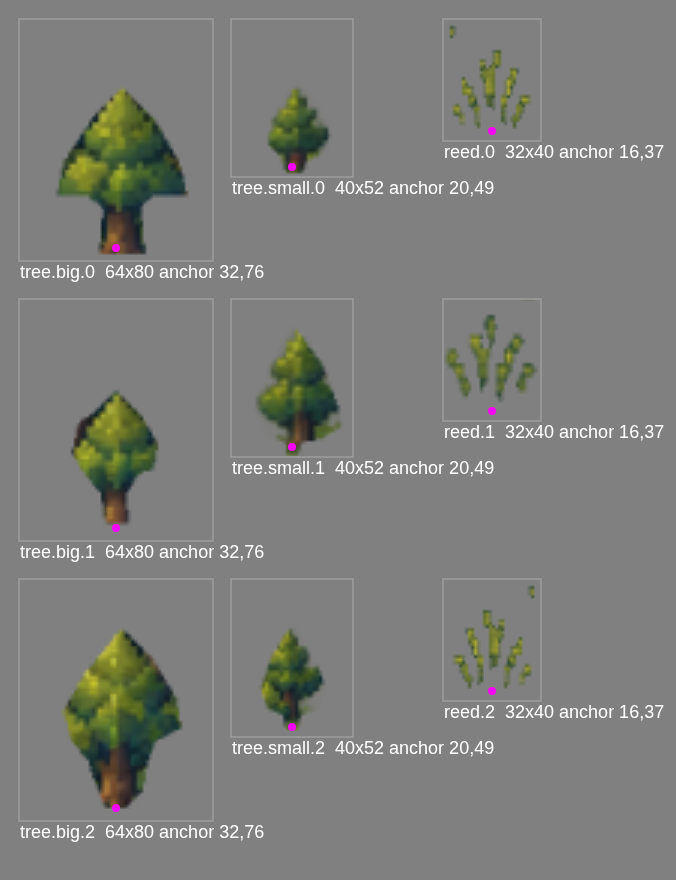 reed.0  32x40 anchor 16,37
tree.small.0  40x52 anchor 20,49
tree.big.0  64x80 anchor 32,76
reed.1  32x40 anchor 16,37
tree.small.1  40x52 anchor 20,49
tree.big.1  64x80 anchor 32,76
reed.2  32x40 anchor 16,37
tree.small.2  40x52 anchor 20,49
tree.big.2  64x80 anchor 32,76